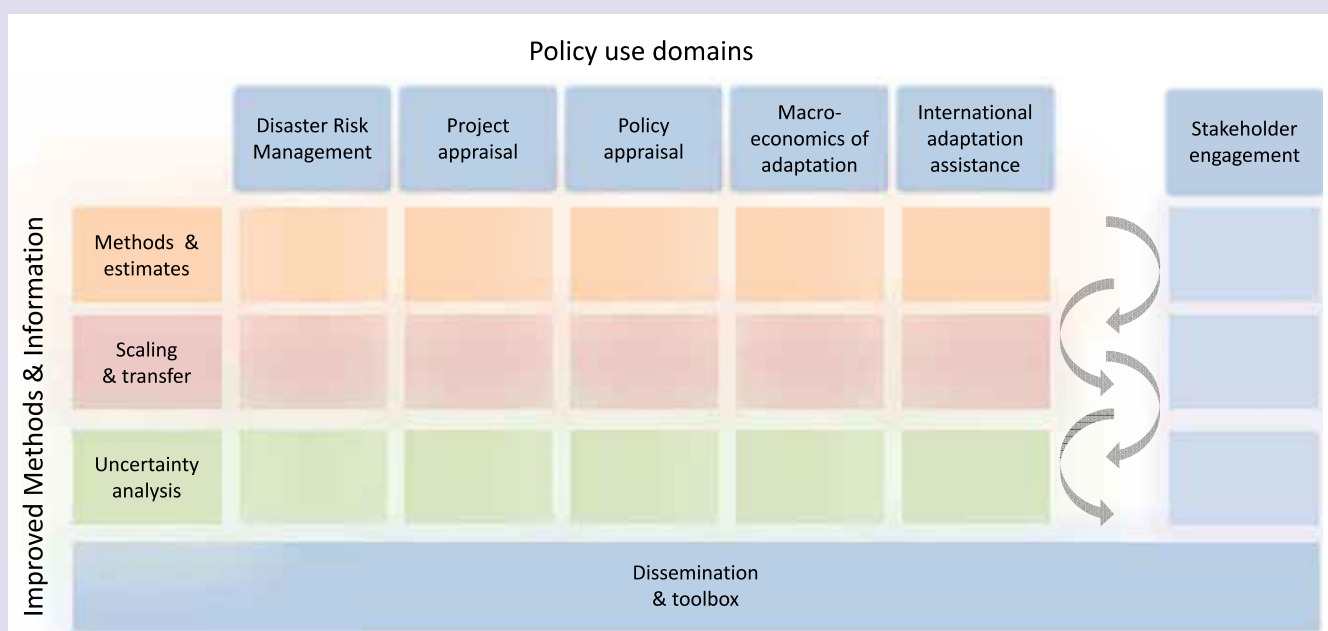 Policy use domains
Disaster Risk
Management
Project
appraisal
Policy
appraisal
Macro-
economics of
adaptation
International
adaptation
assistance
Stakeholder
engagement
Improved Methods & Information
Methods &
estimates
Scaling
& transfer
Uncertainty
analysis
Dissemination
& toolbox